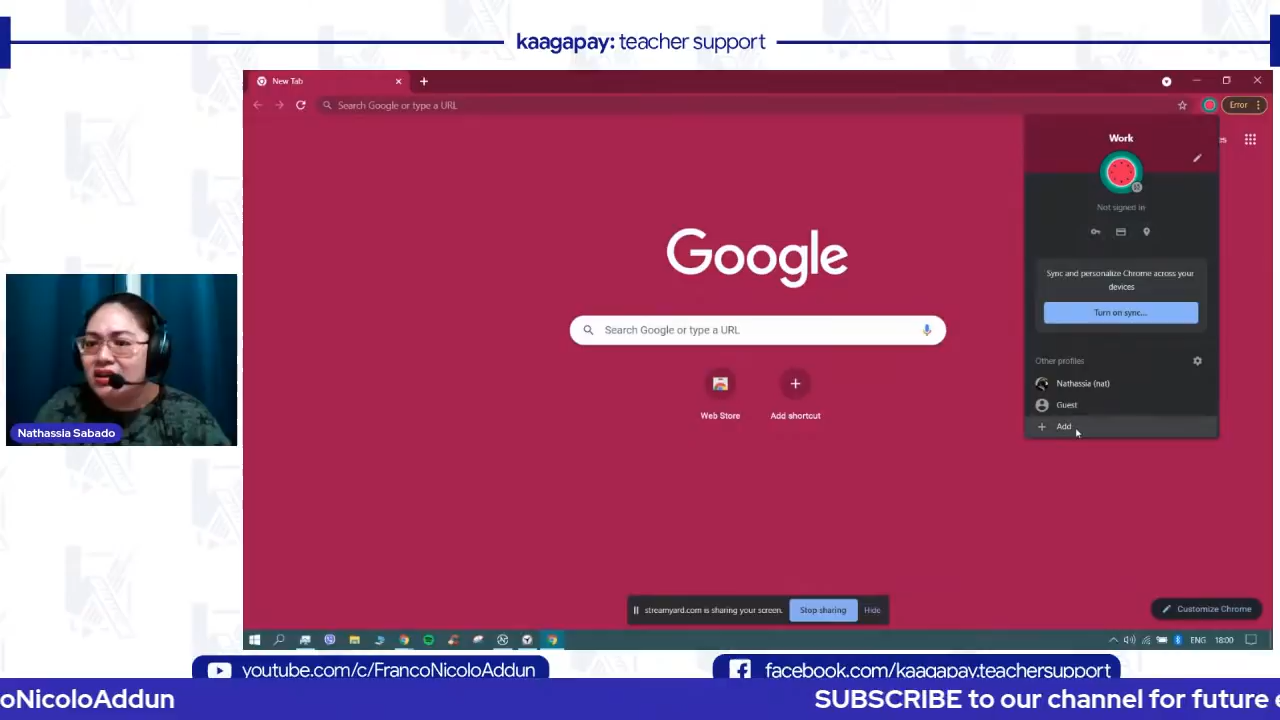 kaagapay: teacher support
New Tab
Search Google or type a URL
Error
Work
Not signed in
Sync and personalize Chrome across your
devices
Turn on sync...
Other profiles
Nathassia (nat)
Guest
Add
Google
Search Google or type a URL
Web Store
Add shortcut
Nathassia Sabado
streamyard.com is sharing your screen.
Stop sharing
Hide
Customize Chrome
ENG
18:00
youtube.com/c/FrancoNicoloAddun
facebook.com/kaagapay.teachersupport
oNicoloAddun
SUBSCRIBE to our channel for future e